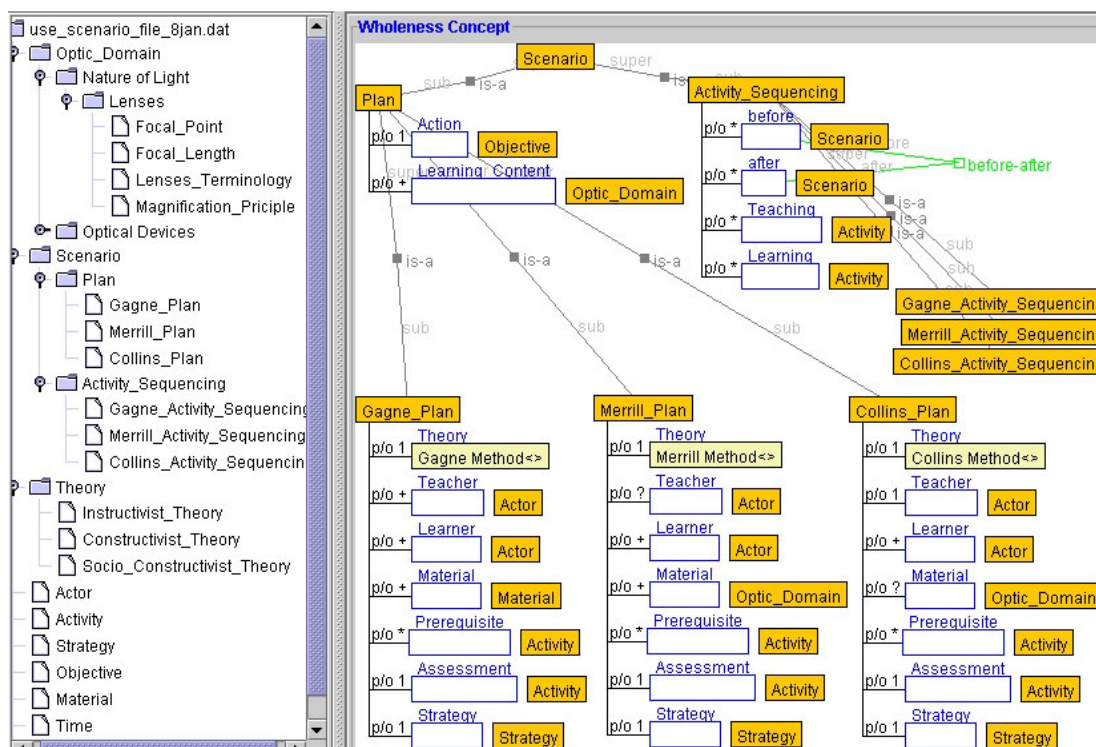 use_scenario_file_8jan.dat
Optic_Domain
Nature of Light
Lenses
Focal_Point
Focal_Length
Lenses_Terminology
Magnification_Priciple
Optical Devices
Scenario
Plan
Gagne_Plan
Merrill_Plan
Collins_Plan
Activity_Sequencing
Gagne_Activity_Sequencing
Merrill_Activity_Sequencing
Collins_Activity_Sequencin
Theory
Instructivist_Theory
Constructivist_Theory
Socio_Constructivist_Theory
Actor
Activity
Strategy
Objective
Material
Time
Wholeness Concept
Scenario
sub
super
is-a
is-a
Plan
p/o 1 Action Objective
p/o + Learning Content Optic_Domain
Activity_Sequencing
p/o * before Scenario
p/o * after Scenario
before-after
super
after
p/o * Teaching Activity
p/o * Learning Activity
is-a
is-a
is-a
sub
sub
sub
Gagne_Activity_Sequencin
Merrill_Activity_Sequencin
Collins_Activity_Sequencin
is-a
is-a
is-a
sub
sub
sub
Gagne_Plan
p/o 1 Theory Gagne Method<>
p/o + Teacher Actor
p/o + Learner Actor
p/o + Material Material
p/o * Prerequisite Activity
p/o 1 Assessment Activity
p/o 1 Strategy Strategy
Merrill_Plan
p/o 1 Theory Merrill Method<>
p/o ? Teacher Actor
p/o + Learner Actor
p/o + Material Optic_Domain
p/o * Prerequisite Activity
p/o 1 Assessment Activity
p/o 1 Strategy Strategy
Collins_Plan
p/o 1 Theory Collins Method<>
p/o 1 Teacher Actor
p/o + Learner Actor
p/o ? Material Optic_Domain
p/o * Prerequisite Activity
p/o 1 Assessment Activity
p/o 1 Strategy Strategy